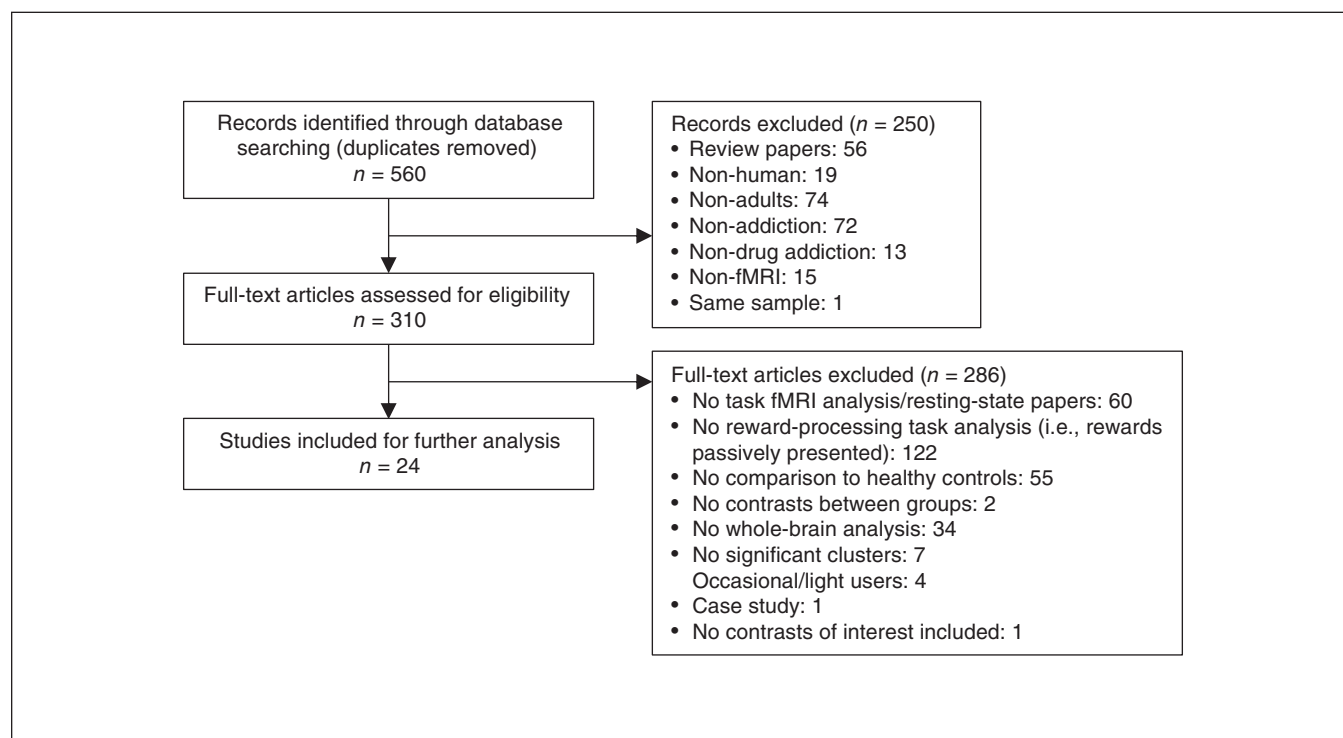 Records identified through database
searching (duplicates removed)
n = 560
Records excluded (n = 250)
• Review papers: 56
• Non-human: 19
• Non-adults: 74
• Non-addiction: 72
• Non-drug addiction: 13
• Non-fMRI: 15
• Same sample: 1
Full-text articles assessed for eligibility
n = 310
Full-text articles excluded (n = 286)
• No task fMRI analysis/resting-state papers: 60
• No reward-processing task analysis (i.e., rewards
passively presented): 122
• No comparison to healthy controls: 55
• No contrasts between groups: 2
• No whole-brain analysis: 34
• No significant clusters: 7
Occasional/light users: 4
• Case study: 1
• No contrasts of interest included: 1
Studies included for further analysis
n = 24